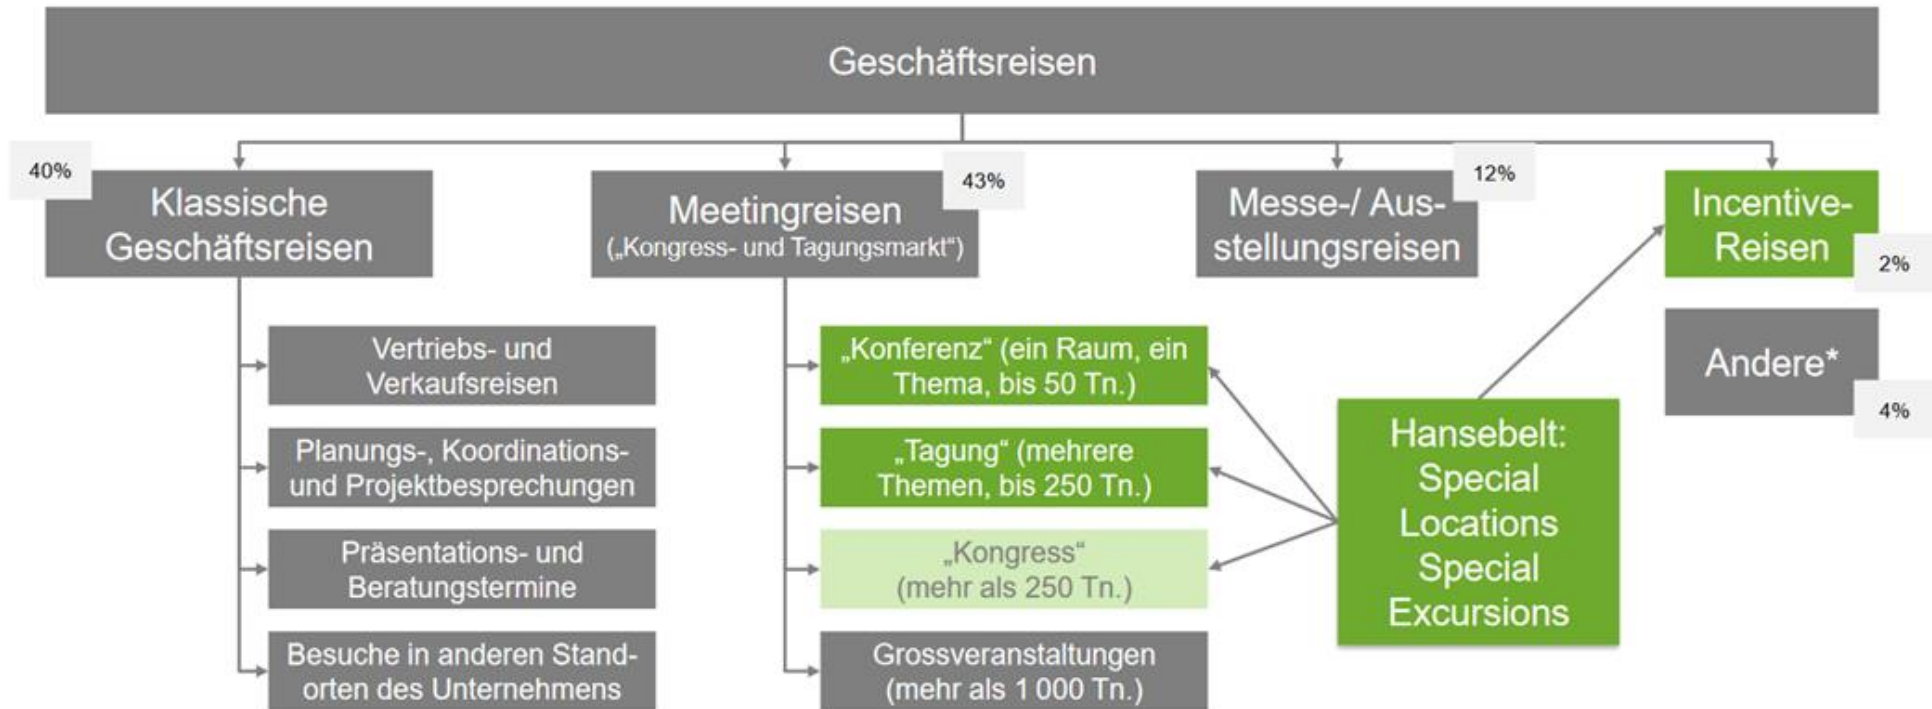 Geschäftsreisen
40%
Klassische
Geschäftsreisen
43%
Meetingreisen
(„Kongress- und Tagungsmarkt“)
12%
Messe-/ Aus-
stellungsreisen
Incentive-
Reisen
2%
Vertriebs- und
Verkaufsreisen
Planungs-, Koordinations-
und Projektbesprechungen
Präsentations- und
Beratungstermine
Besuche in anderen Stand-
orten des Unternehmens
„Konferenz“ (ein Raum, ein
Thema, bis 50 Tn.)
„Tagung“ (mehrere
Themen, bis 250 Tn.)
„Kongress“
(mehr als 250 Tn.)
Grossveranstaltungen
(mehr als 1 000 Tn.)
Hansebelt:
Special
Locations
Special
Excursions
Andere*
4%